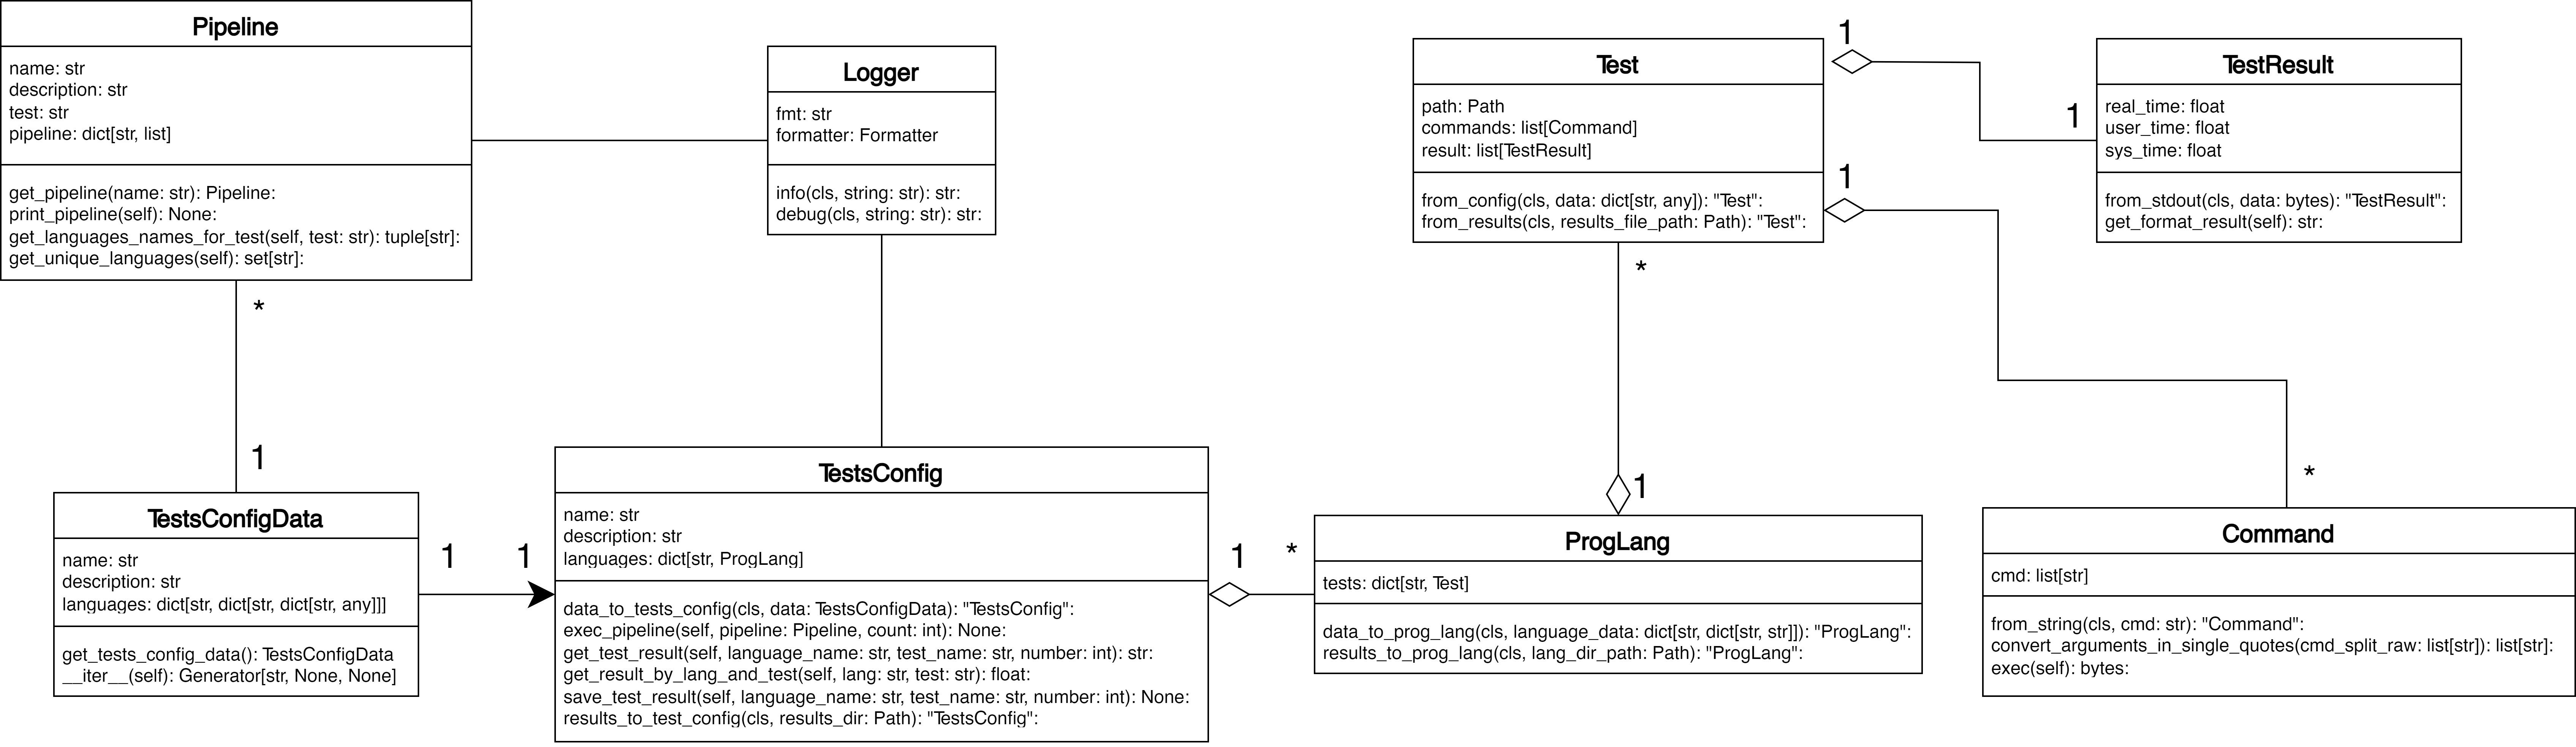 Pipeline
name: str
description: str
test: str
pipeline: dict[str, list]
get_pipeline(name: str): Pipeline:
print_pipeline(self): None:
get_languages_names_for_test(self, test: str): tuple[str]:
get_unique_languages(self): set[str]:
Logger
fmt: str
formatter: Formatter
info(cls, string: str): str:
debug(cls, string: str): str:
Test
path: Path
commands: list[Command]
result: list[TestResult]
from_config(cls, data: dict[str, any]): "Test":
from_results(cls, results_file_path: Path): "Test":
1
1
1
*
TestResult
real_time: float
user_time: float
sys_time: float
from_stdout(cls, data: bytes): "TestResult":
get_format_result(self): str:
*
1
TestsConfigData
name: str
description: str
languages: dict[str, dict[str, dict[str, any]]]
get_tests_config_data(): TestsConfigData
__iter__(self): Generator[str, None, None]
1
1
TestsConfig
name: str
description: str
languages: dict[str, ProgLang]
data_to_tests_config(cls, data: TestsConfigData): "TestsConfig":
exec_pipeline(self, pipeline: Pipeline, count: int): None:
get_test_result(self, language_name: str, test_name: str, number: int): str:
get_result_by_lang_and_test(self, lang: str, test: str): float:
save_test_result(self, language_name: str, test_name: str, number: int): None:
results_to_test_config(cls, results_dir: Path): "TestsConfig":
1
*
1
ProgLang
tests: dict[str, Test]
data_to_prog_lang(cls, language_data: dict[str, dict[str, str]]): "ProgLang":
results_to_prog_lang(cls, lang_dir_path: Path): "ProgLang":
*
Command
cmd: list[str]
from_string(cls, cmd: str): "Command":
convert_arguments_in_single_quotes(cmd_split_raw: list[str]): list[str]:
exec(self): bytes: